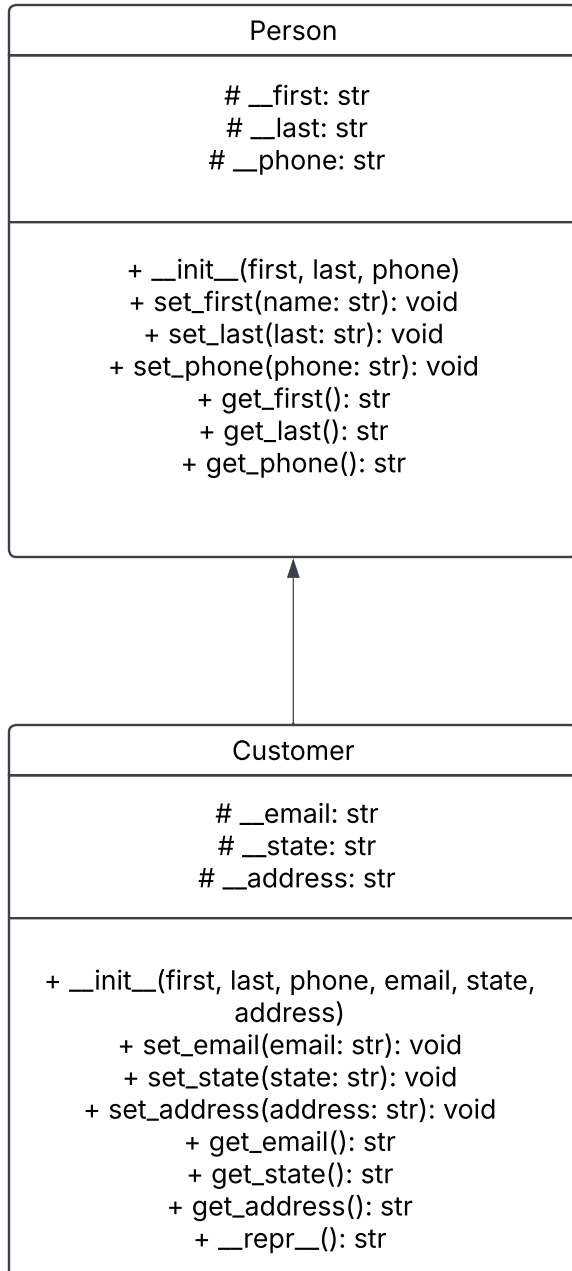 Person
# __first: str
# __last: str
# __phone: str
+ __init__(first, last, phone)
+ set_first(name: str): void
+ set_last(last: str): void
+ set_phone(phone: str): void
+ get_first(): str
+ get_last(): str
+ get_phone(): str
Customer
# __email: str
# __state: str
# __address: str
+ __init__(first, last, phone, email, state,
address)
+ set_email(email: str): void
+ set_state(state: str): void
+ set_address(address: str): void
+ get_email(): str
+ get_state(): str
+ get_address(): str
+ __repr__(): str